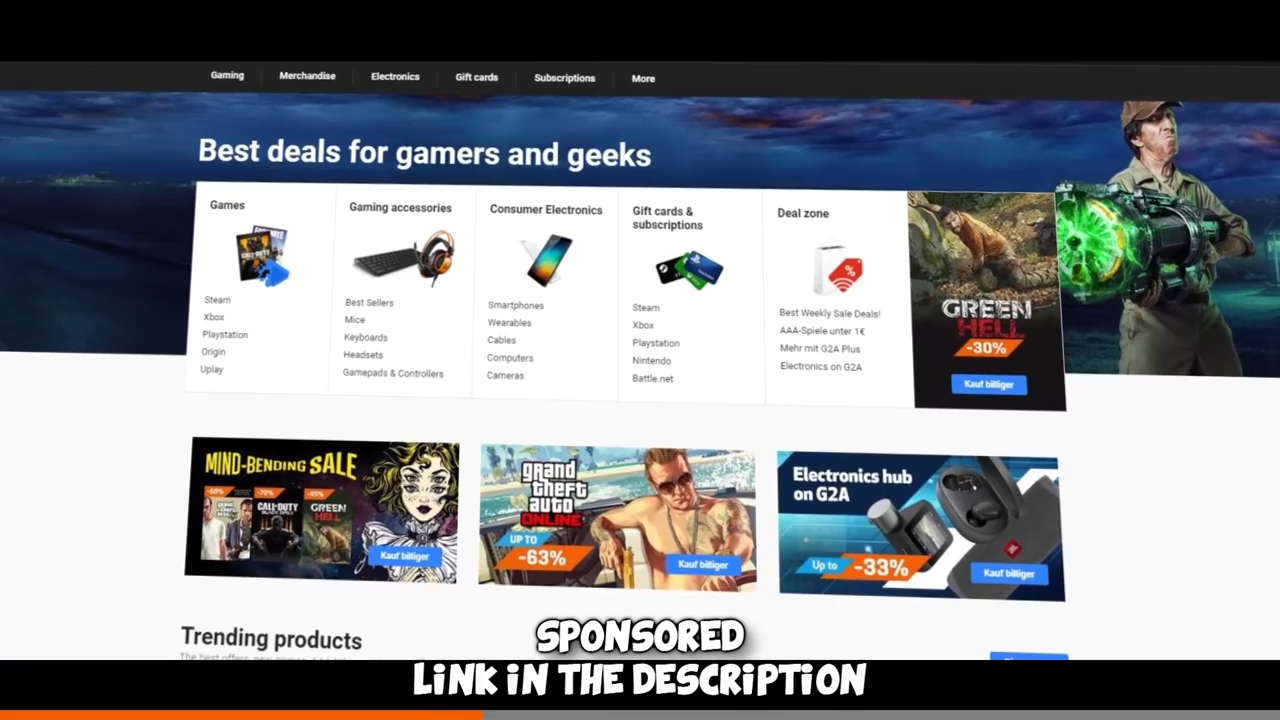 Gaming
Merchandise
Electronics
Gift cards
Subscriptions
More
Best deals for gamers and geeks
Games
Steam
Xbox
Playstation
Origin
Uplay
Gaming accessories
Best Sellers
Mice
Keyboards
Headsets
Gamepads & Controllers
Consumer Electronics
Smartphones
Wearables
Cables
Computers
Cameras
Gift cards &
subscriptions
Steam
Xbox
Playstation
Nintendo
Battle.net
Deal zone
%
Best Weekly Sale Deals!
AAA-Spiele unter 1€
Mehr mit G2A Plus
Electronics on G2A
GREEN
HELL
-30%
Kauf billiger
MIND-BENDING SALE
-70%
-45%
CALL·DUTY
GREEN
HELL
Kauf billiger
grand
theft
auto
ONLINE
UP TO
-63%
Kauf billiger
Electronics hub
on G2A
JBL
Up to -33%
Kauf billiger
Trending products
SPONSORED
LINK IN THE DESCRIPTION